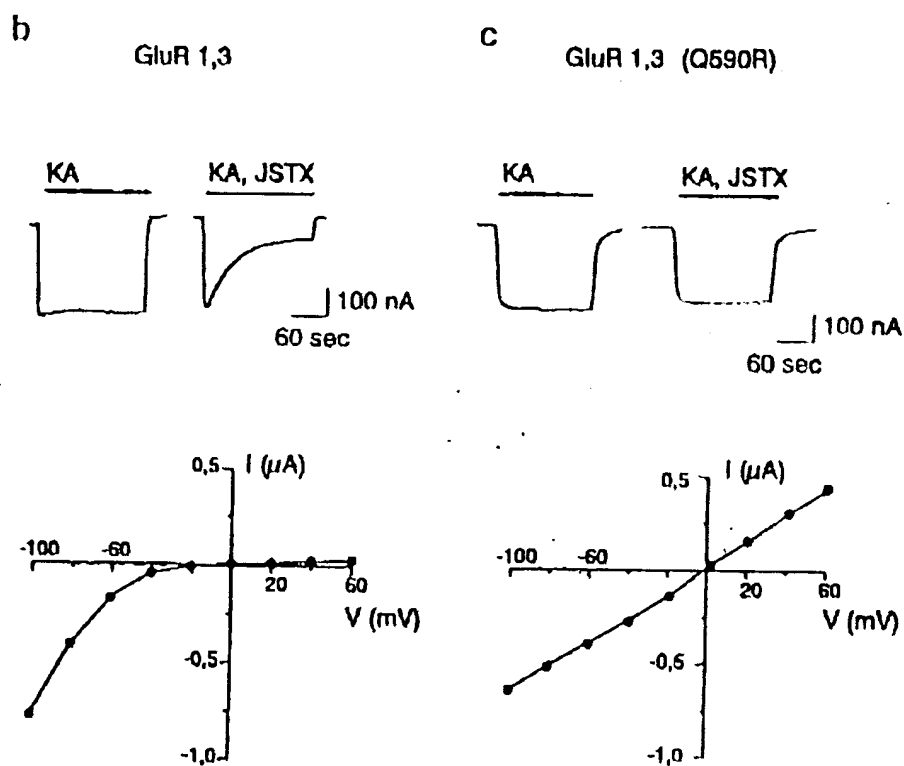 b
GluR 1,3
KA
KA, JSTX
100 nA
60 sec
0,5
I (μA)
-100
-60
20
60
V (mV)
-0,5
-1,0
c
GluR 1,3 (Q590R)
KA
KA, JSTX
100 nA
60 sec
0,5
I (μA)
-100
-60
20
60
V (mV)
-0,6
-1,0